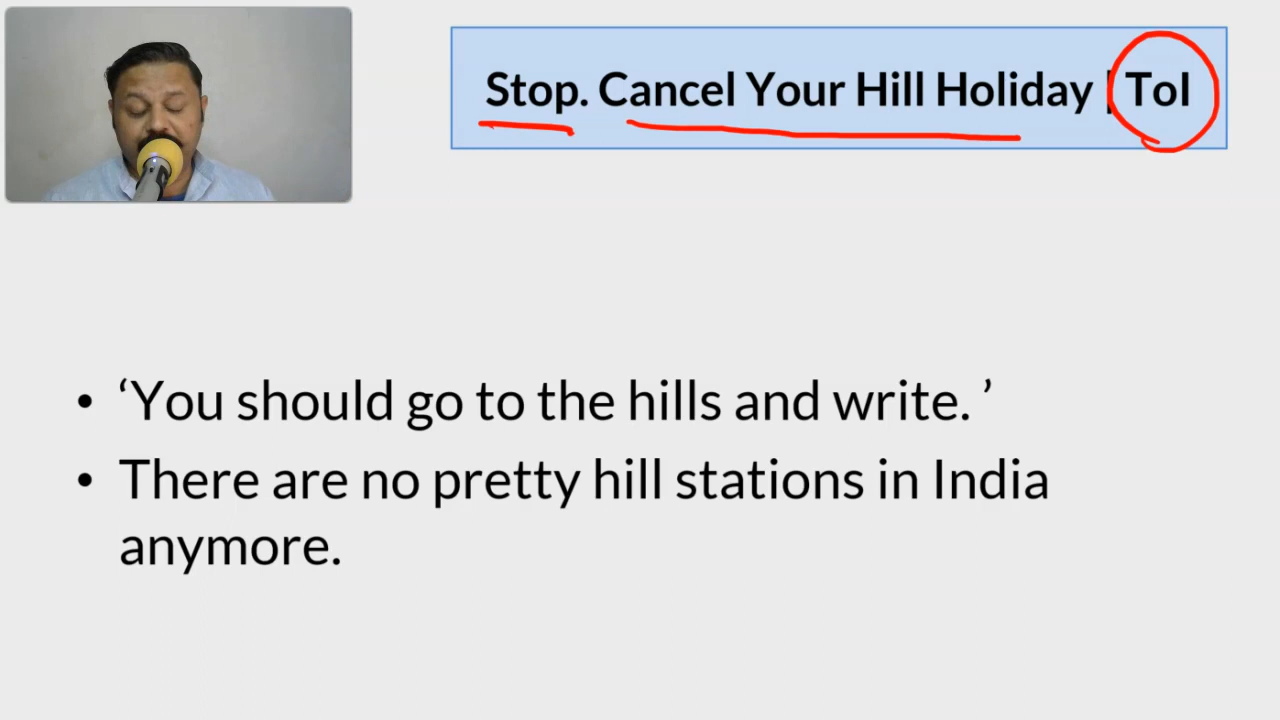 Stop. Cancel Your Hill Holiday | ToI
• ‘You should go to the hills and write. ’
• There are no pretty hill stations in India
anymore.